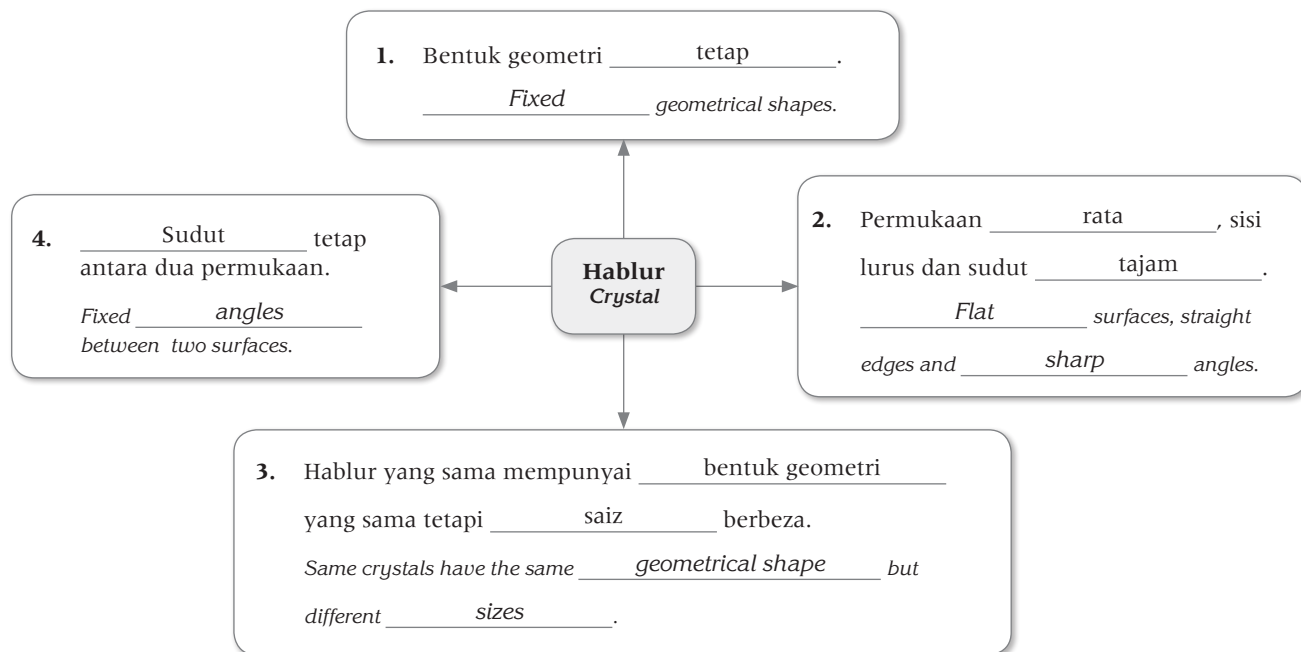 1. Bentuk geometri tetap.
Fixed geometrical shapes.
2. Permukaan rata, sisi
lurus dan sudut tajam.
Flat surfaces, straight
edges and sharp angles.
Hablur
Crystal
4. Sudut tetap
antara dua permukaan.
Fixed angles
between two surfaces.
3. Hablur yang sama mempunyai bentuk geometri
yang sama tetapi saiz berbeza.
Same crystals have the same geometrical shape but
different sizes.